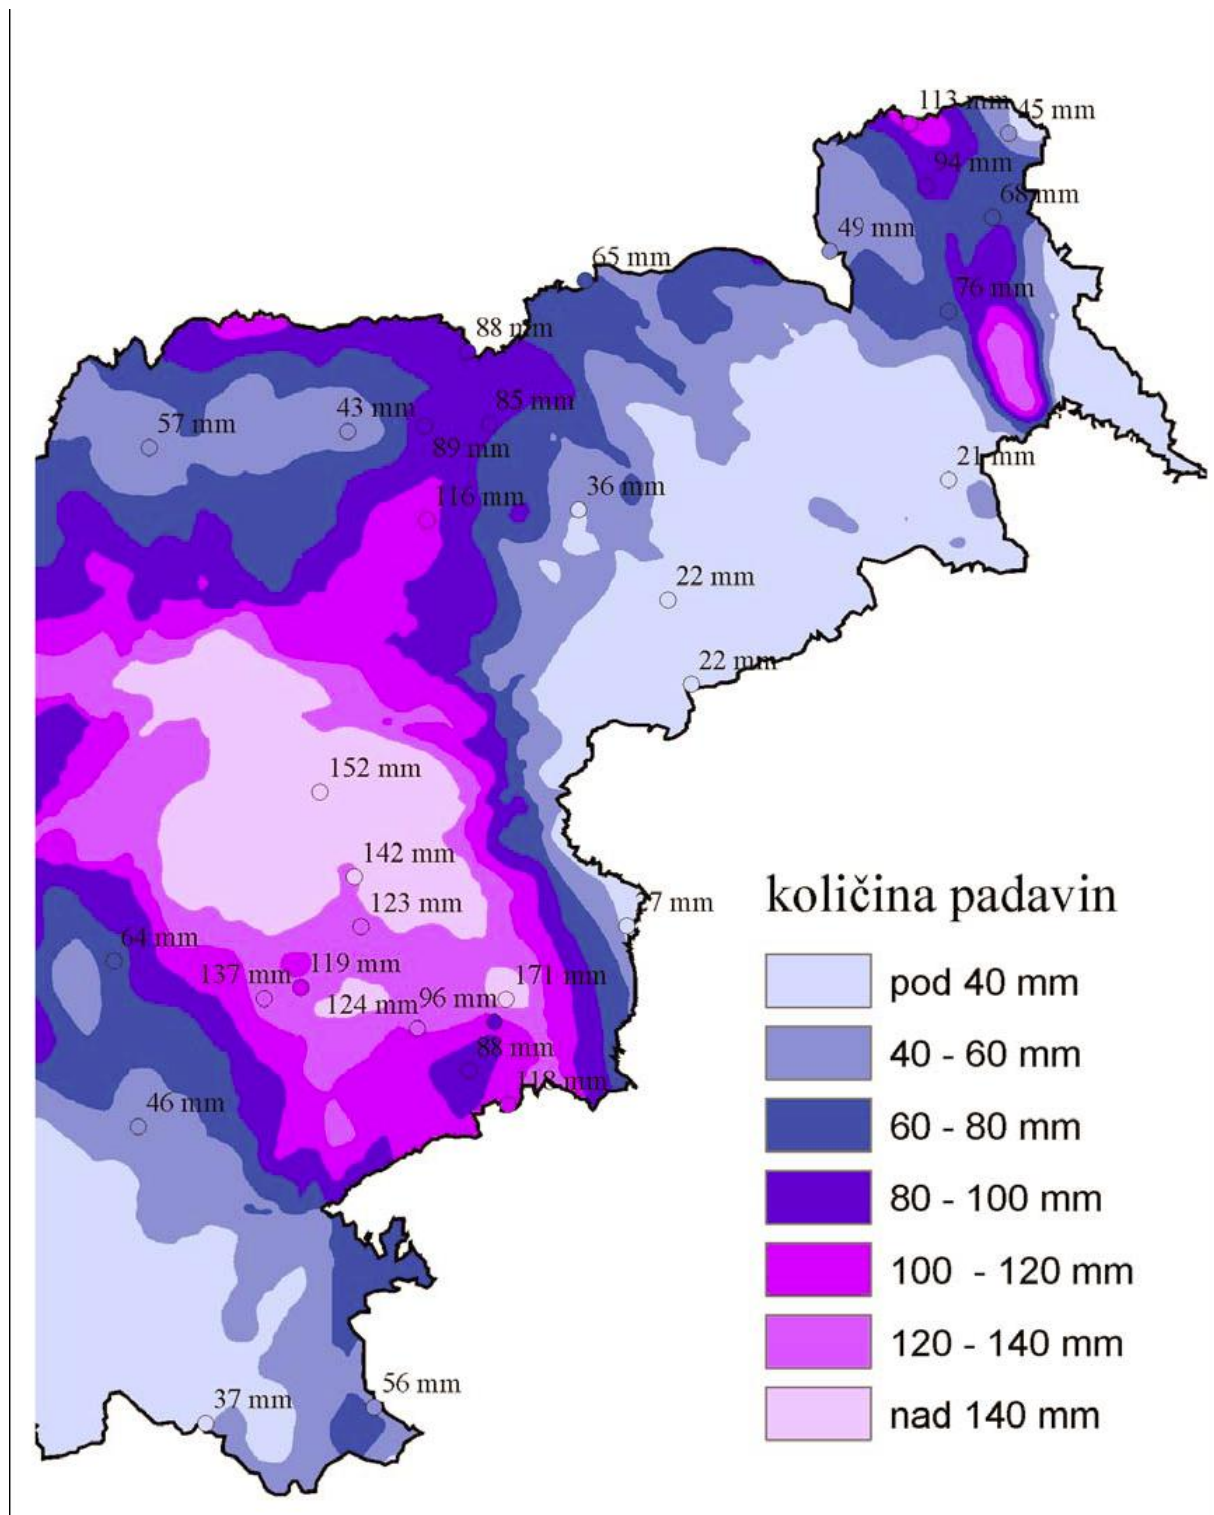 113 mm
45 mm
94 mm
68 mm
49 mm
65 mm
76 mm
88 mm
85 mm
43 mm
57 mm
89 mm
21 mm
36 mm
116 mm
22 mm
22 mm
152 mm
142 mm
123 mm
7 mm
64 mm
119 mm
137 mm
171 mm
96 mm
124 mm
88 mm
118 mm
46 mm
56 mm
37 mm
količina padavin
pod 40 mm
40 - 60 mm
60 - 80 mm
80 - 100 mm
100 - 120 mm
120 - 140 mm
nad 140 mm